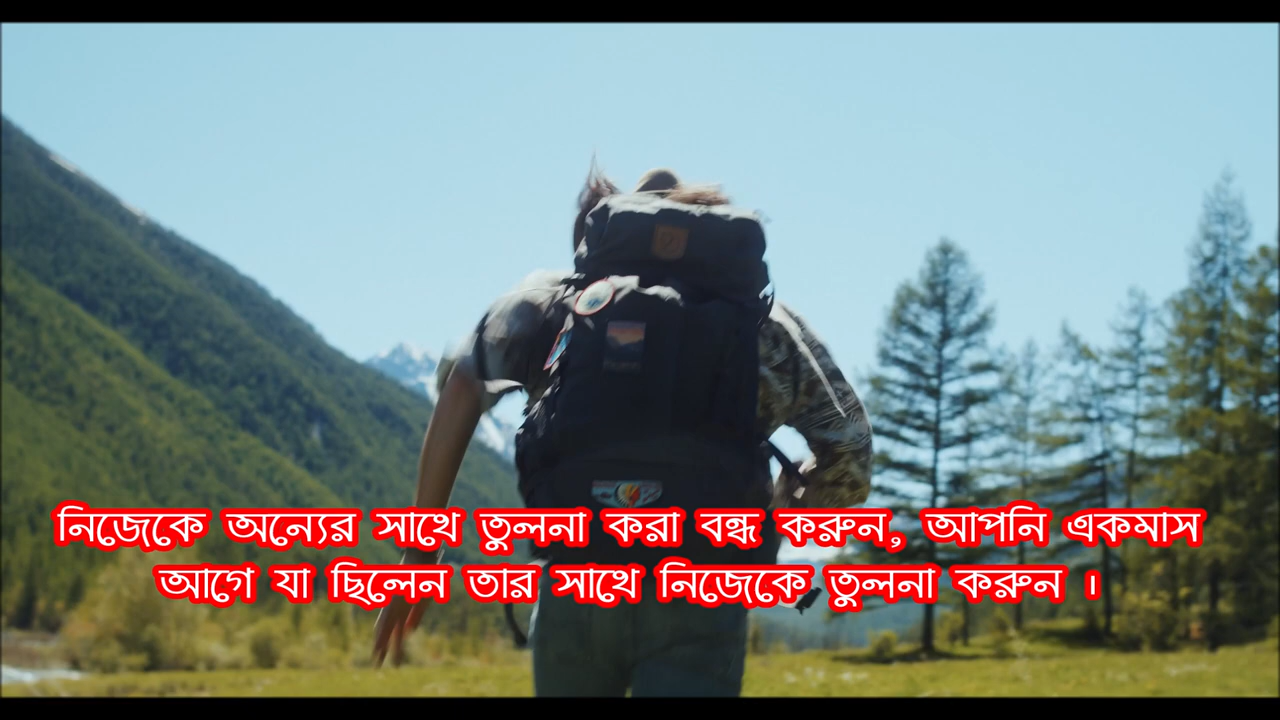 নিজেকে অন্যের সাথে তুলনা করা বন্ধ করুন, আপনি একমাস
আগে যা ছিলেন তার সাথে নিজেকে তুলনা করুন ।